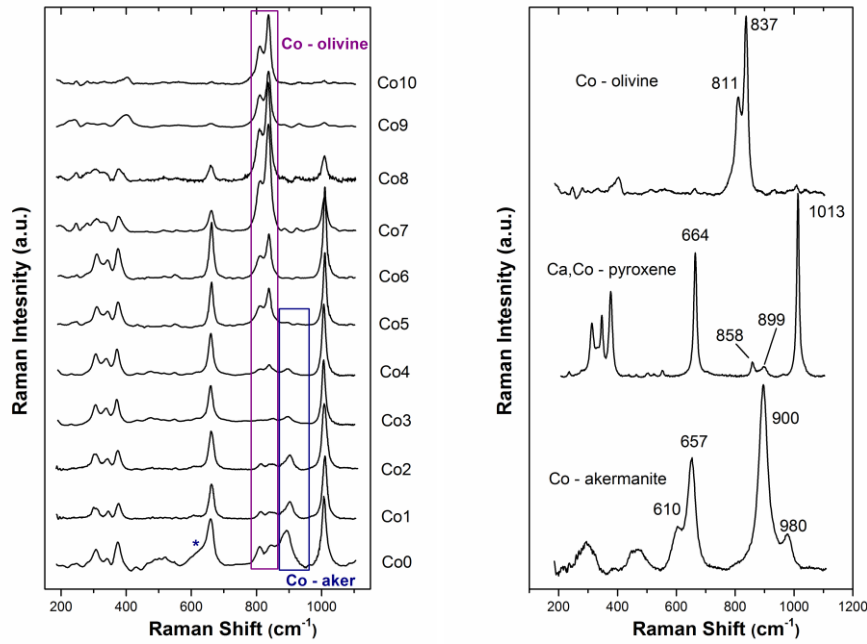 Co - olivine
Co10
Co9
Co8
Co7
Co6
Co5
Co4
Co3
Co2
Co1
*
Co0
Co - aker
Raman Intesnity (a.u.)
200 400 600 800 1000
Raman Shift (cm-1)
837
Co - olivine
811
1013
664
Ca,Co - pyroxene
899
858
900
657
Co - akermanite
610
980
Raman Intesnity (a.u.)
200 400 600 800 1000 1200
Raman Shift (cm-1)